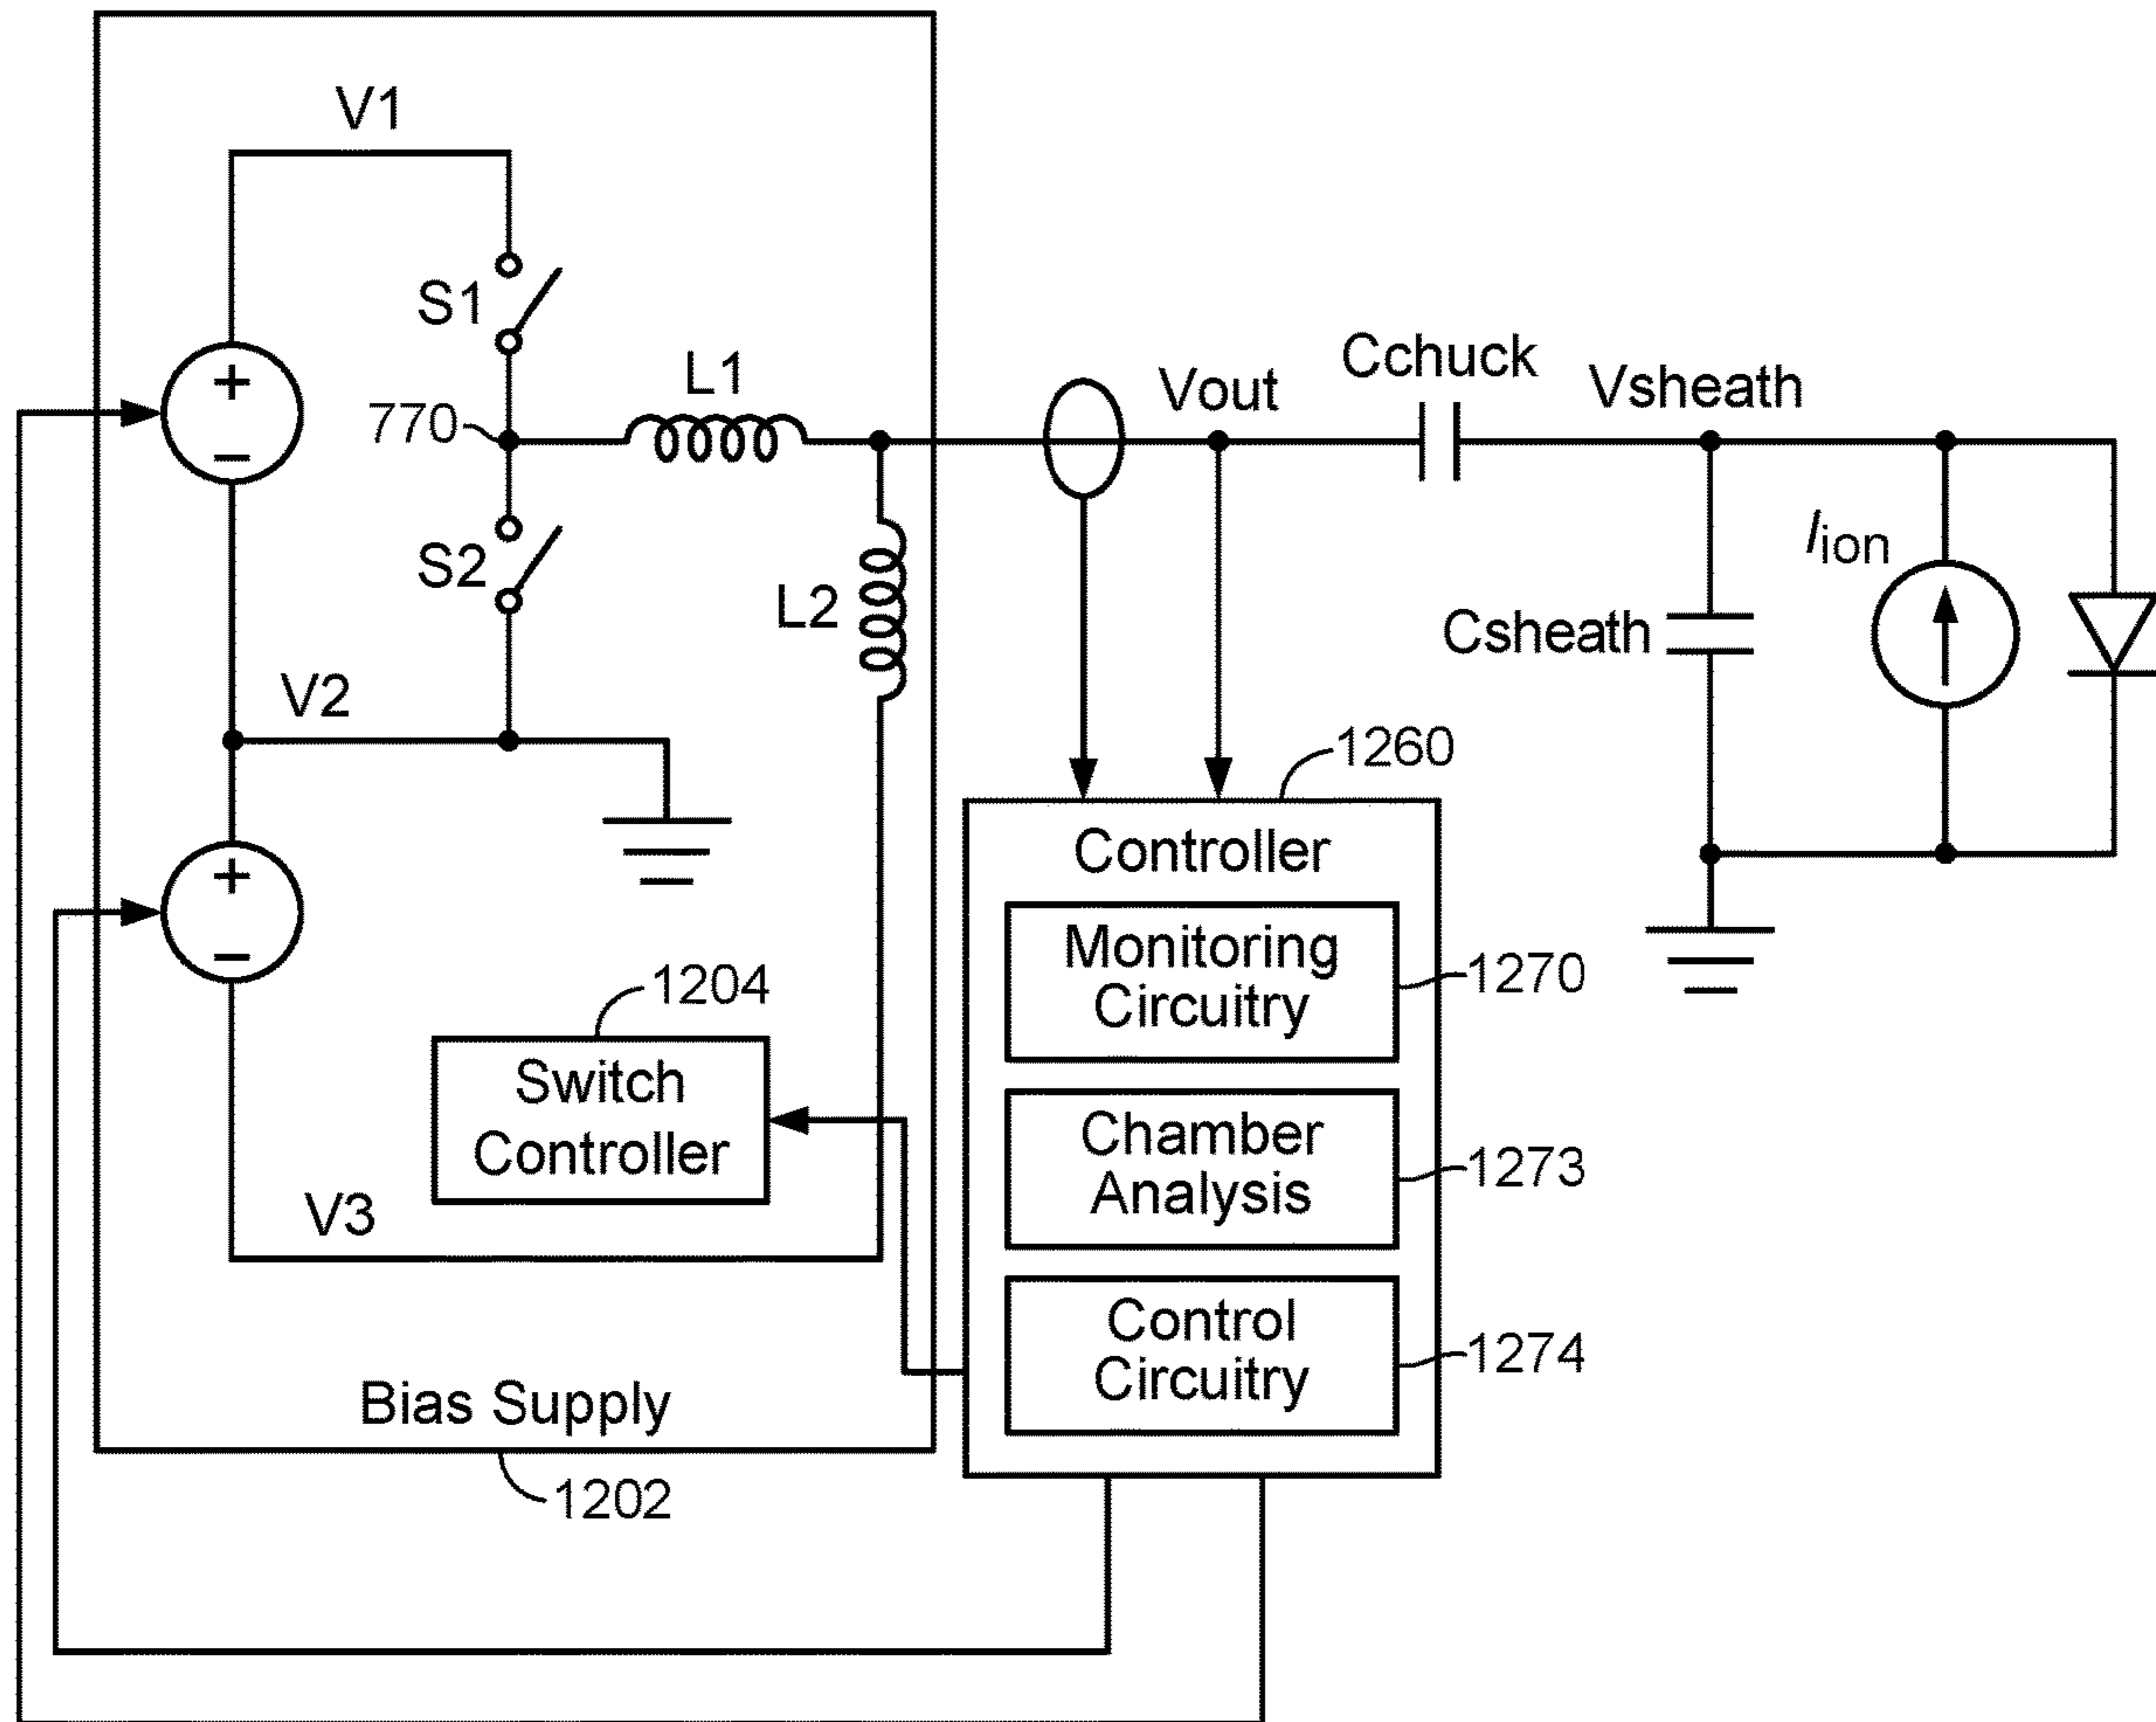 V1
S1
770
L1
S2
L2
V2
V3
1204
Switch
Controller
Bias Supply
1202
Vout
Cchuck
Vsheath
Iion
Csheath
1260
Controller
Monitoring
Circuitry
1270
Chamber
Analysis
1273
Control
Circuitry
1274
+
−
+
−